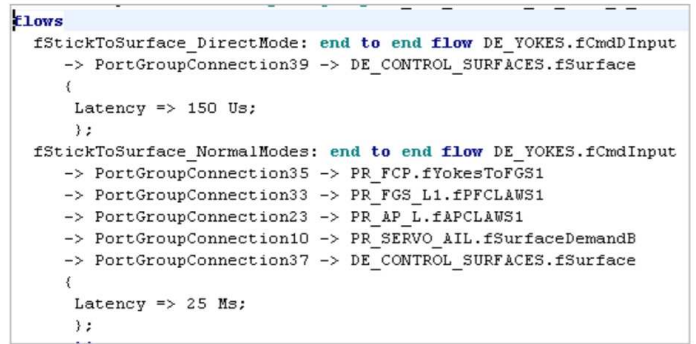 flows
fStickToSurface_DirectMode: end to end flow DE_YOKES.fCmdDInput
-> PortGroupConnection39 -> DE_CONTROL_SURFACES.fSurface
{
Latency => 150 Us;
};
fStickToSurface_NormalModes: end to end flow DE_YOKES.fCmdInput
-> PortGroupConnection35 -> PR_FCP.fYokesToFGS1
-> PortGroupConnection33 -> PR_FGS_L1.fPFCLAWS1
-> PortGroupConnection23 -> PR_AP_L.fAPCLAWS1
-> PortGroupConnection10 -> PR_SERVO_AIL.fSurfaceDemandB
-> PortGroupConnection37 -> DE_CONTROL_SURFACES.fSurface
{
Latency => 25 Ms;
};